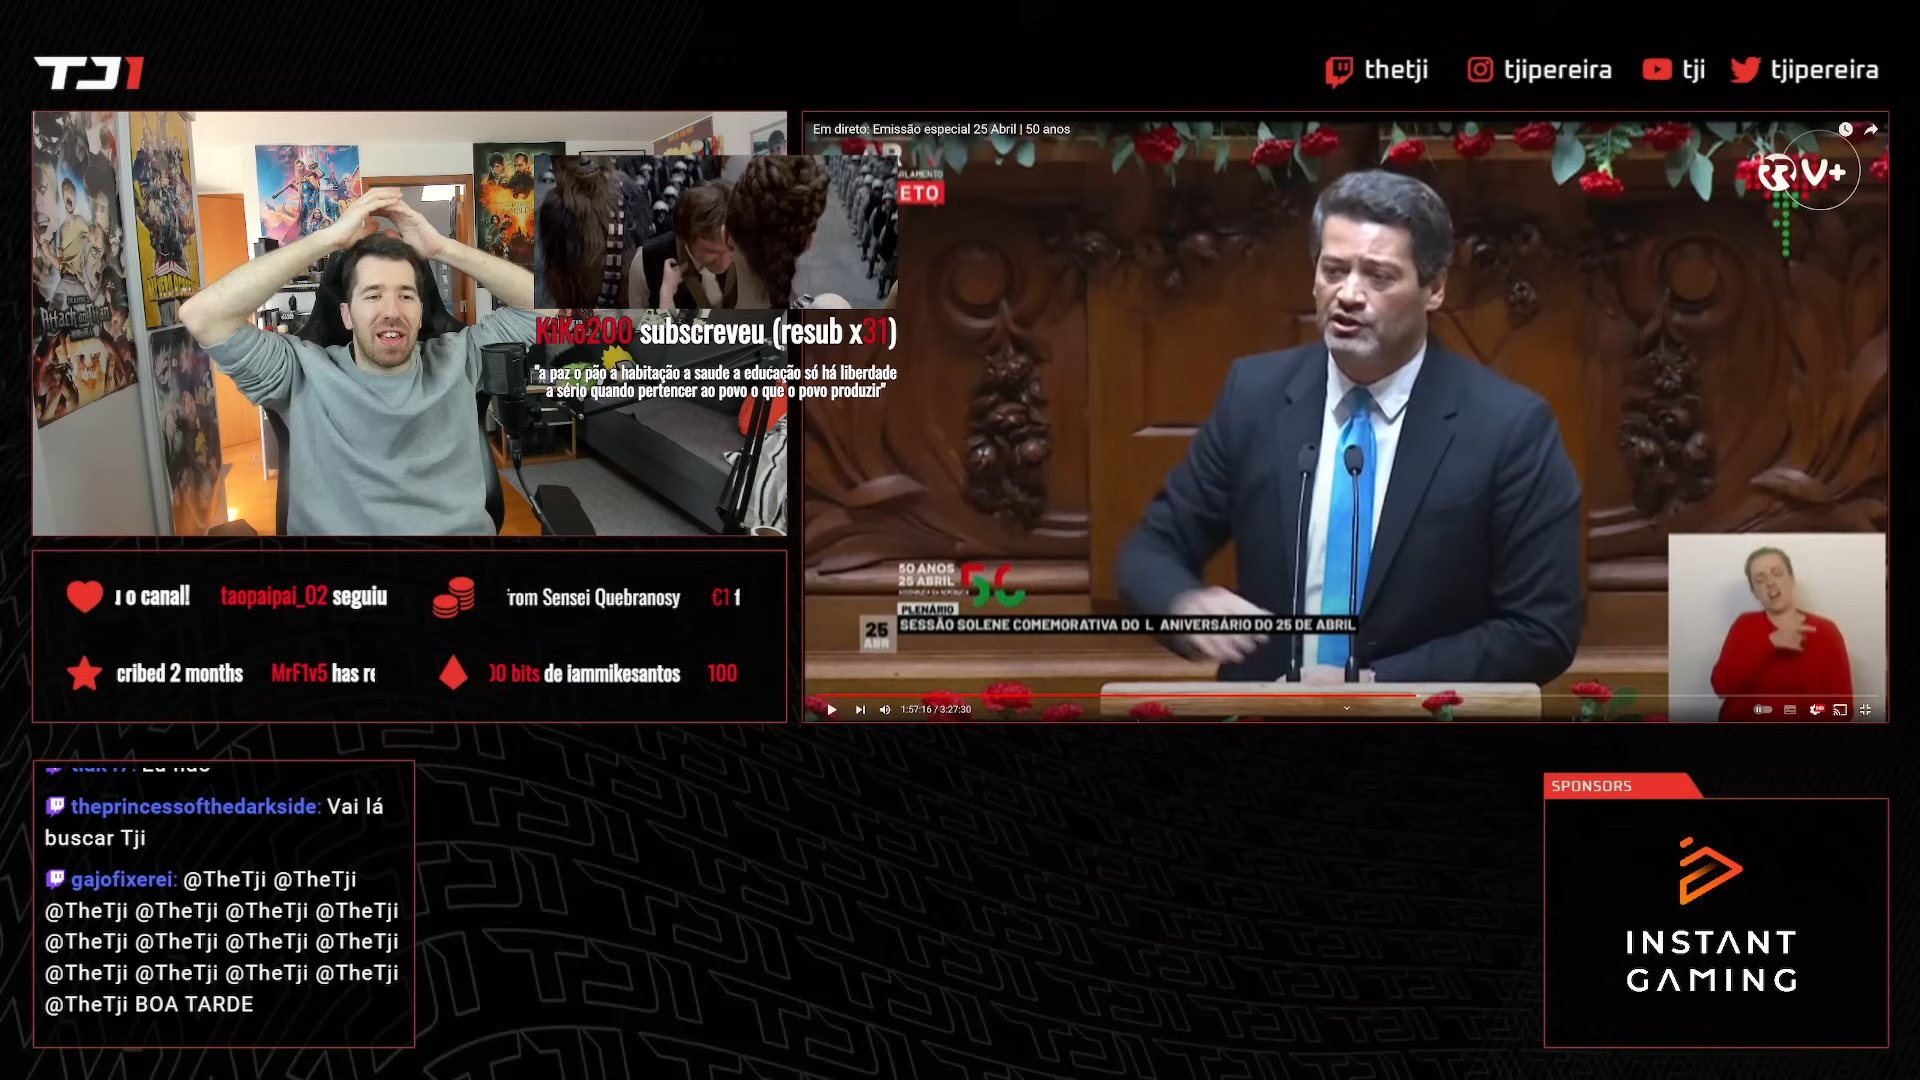 TJ1
thetji
tjipereira
tji
tjipereira
Attack on Titan
Em direto: Emissão especial 25 Abril | 50 anos
ETO
V+
KiKo200 subscreveu (resub x31)
"a paz o pão a habitação a saude a educação só há liberdade
a sério quando pertencer ao povo o que o povo produzir"
50 ANOS
25 ABRIL
PLENÁRIO
25
ABR
SESSÃO SOLENE COMEMORATIVA DO L ANIVERSÁRIO DO 25 DE ABRIL
1:57:16 / 3:27:30
o canal! taopaipai_02 seguiu
rom Sensei Quebranosy €1 f
cribed 2 months MrF1v5 has re
00 bits de iammikesantos 100
theprincessofthedarkside: Vai lá
buscar Tji
gajofixerei: @TheTji @TheTji
@TheTji @TheTji @TheTji @TheTji
@TheTji @TheTji @TheTji @TheTji
@TheTji @TheTji @TheTji @TheTji
@TheTji BOA TARDE
SPONSORS
INSTANT
GAMING